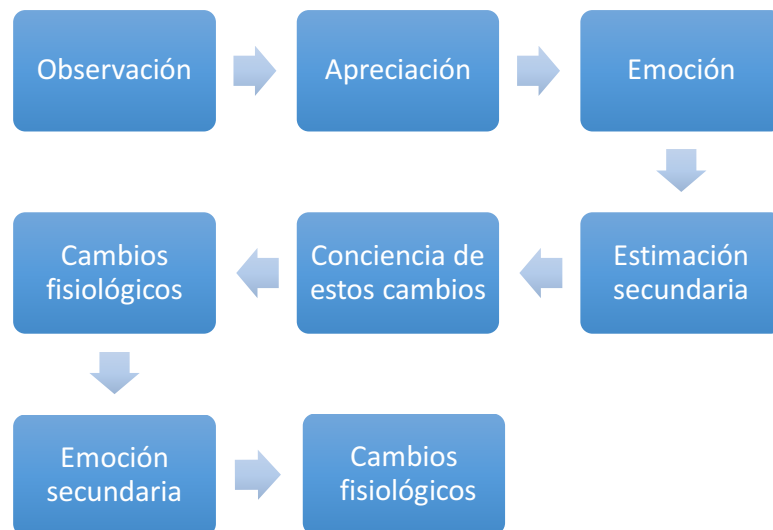 Observación
Apreciación
Emoción
Estimación
secundaria
Conciencia de
estos cambios
Cambios
fisiológicos
Emoción
secundaria
Cambios
fisiológicos